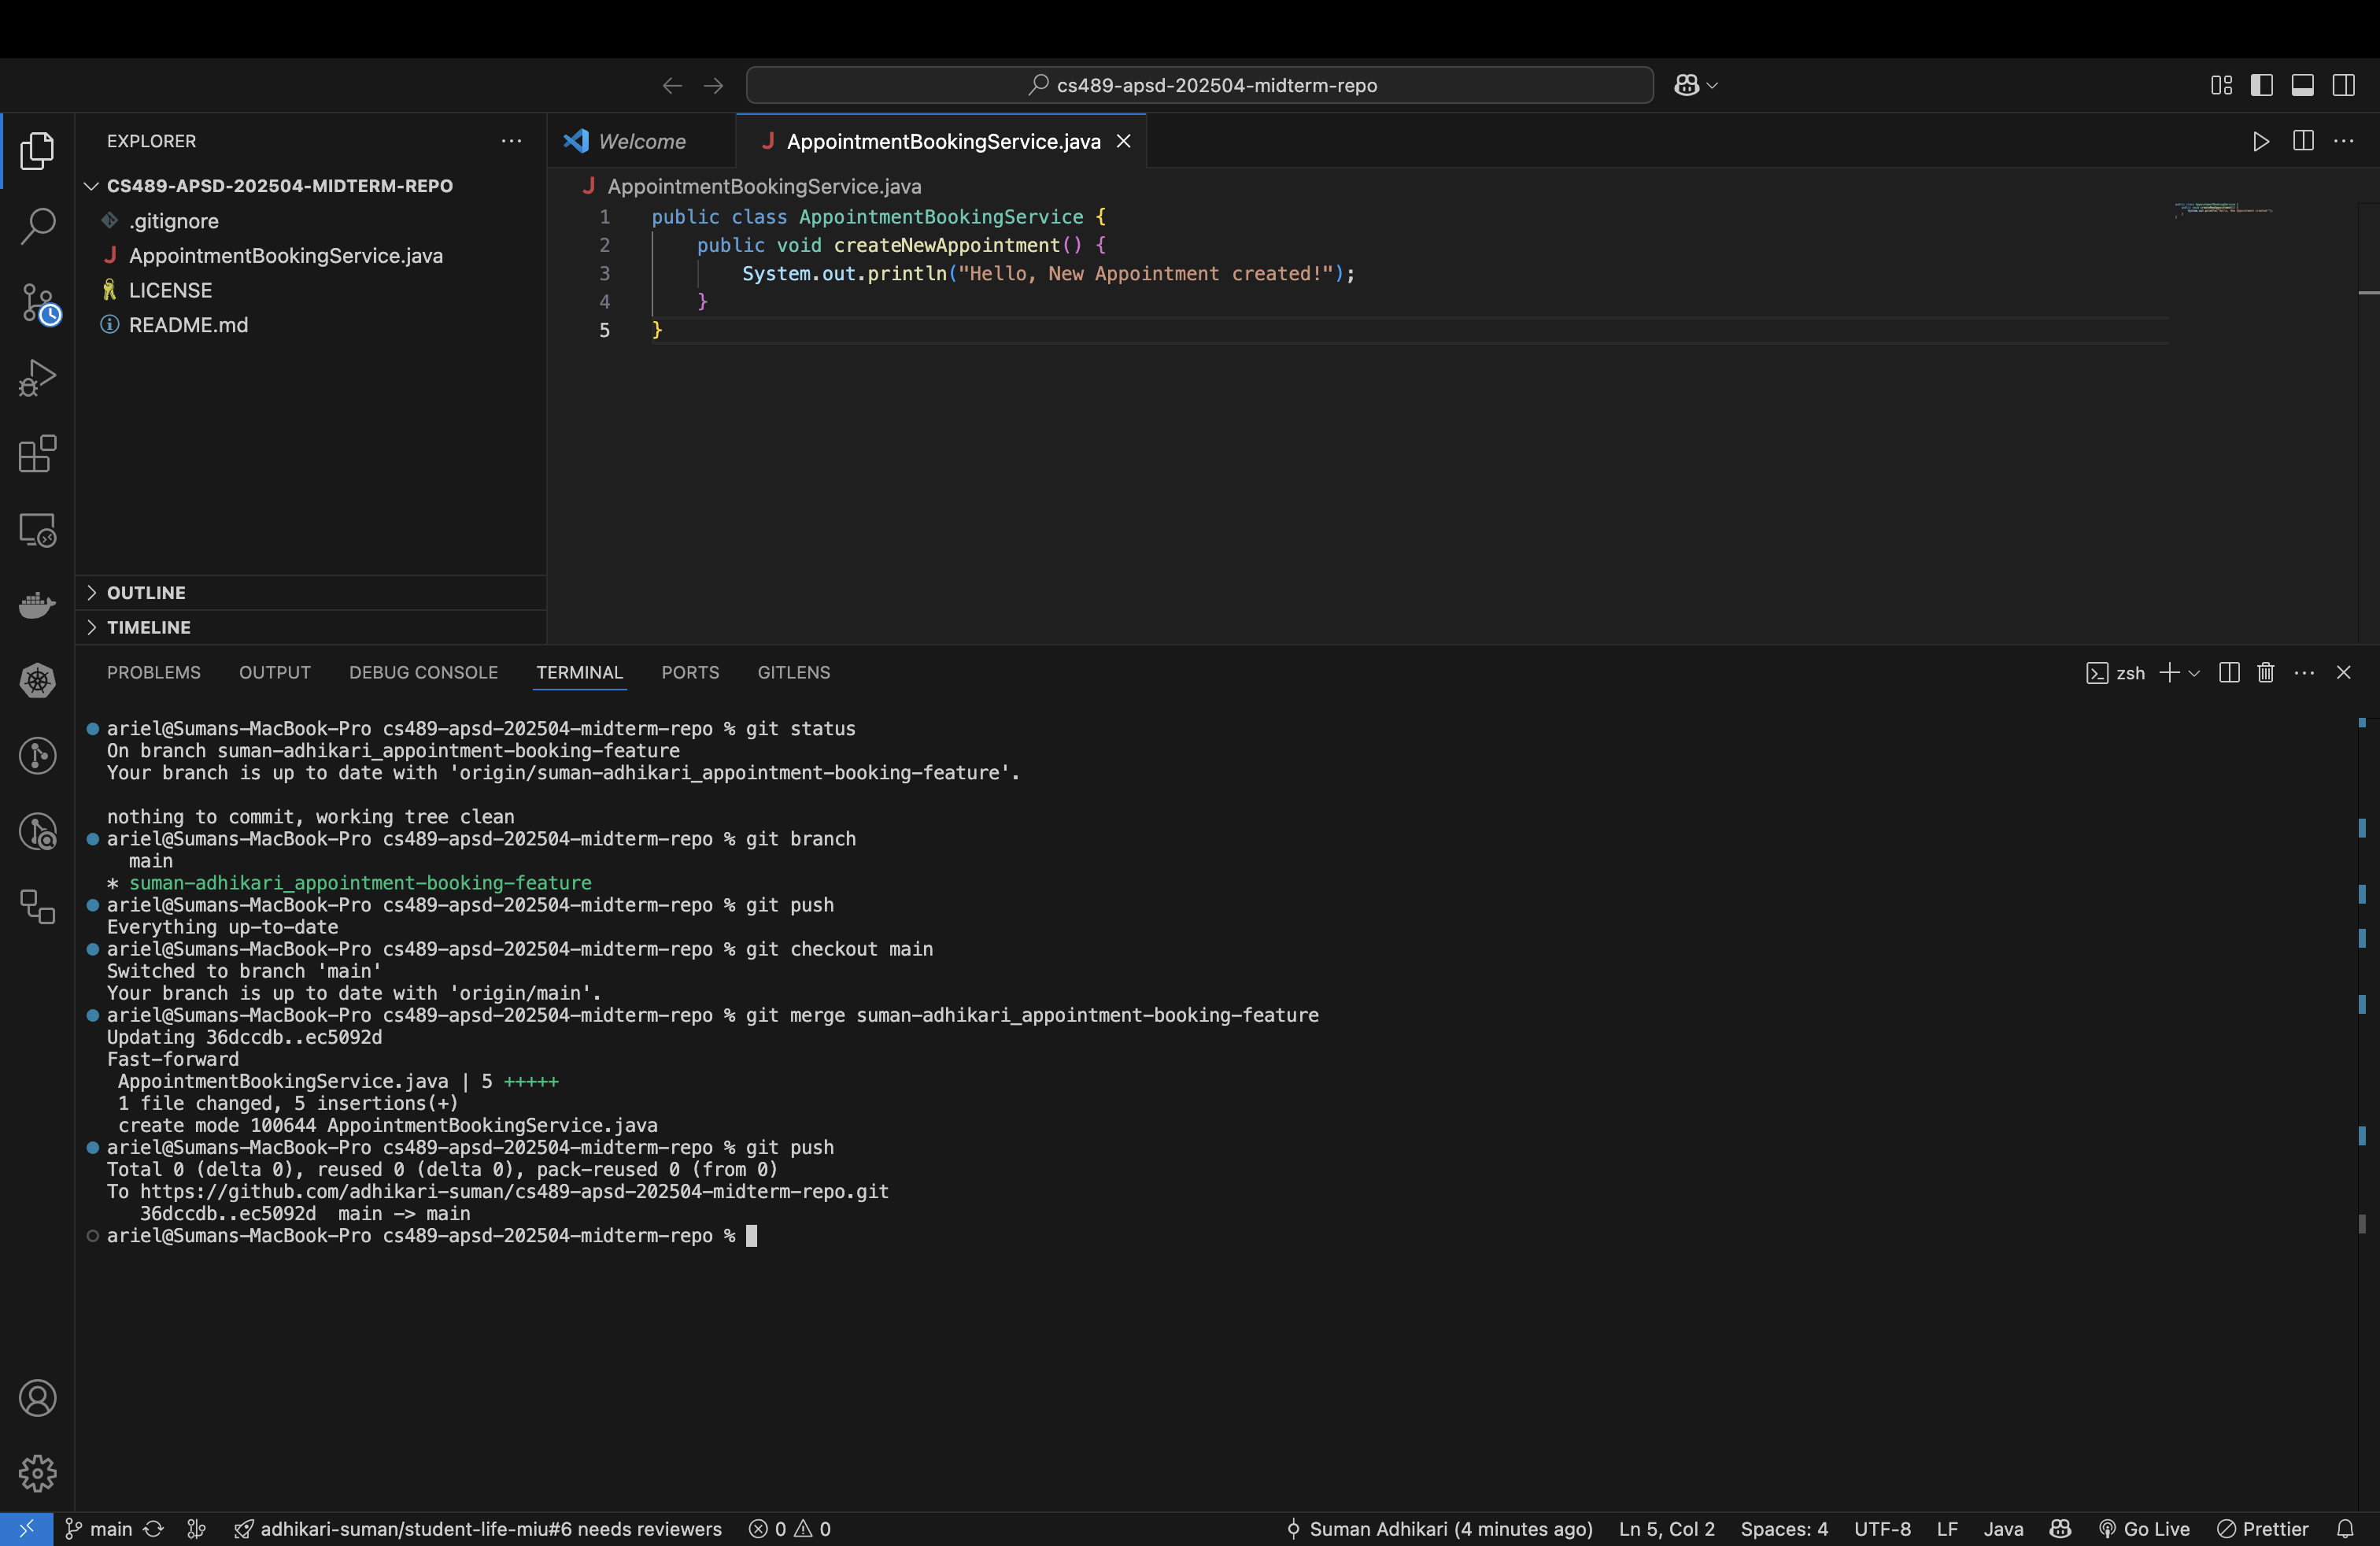 cs489-apsd-202504-midterm-repo
EXPLORER
Welcome
AppointmentBookingService.java
CS489-APSD-202504-MIDTERM-REPO
.gitignore
AppointmentBookingService.java
LICENSE
README.md
OUTLINE
TIMELINE
AppointmentBookingService.java
1 public class AppointmentBookingService {
2 public void createNewAppointment() {
3 System.out.println("Hello, New Appointment created!");
4 }
5 }
PROBLEMS OUTPUT DEBUG CONSOLE TERMINAL PORTS GITLENS
zsh
ariel@Sumans-MacBook-Pro cs489-apsd-202504-midterm-repo % git status
On branch suman-adhikari_appointment-booking-feature
Your branch is up to date with 'origin/suman-adhikari_appointment-booking-feature'.
nothing to commit, working tree clean
ariel@Sumans-MacBook-Pro cs489-apsd-202504-midterm-repo % git branch
main
* suman-adhikari_appointment-booking-feature
ariel@Sumans-MacBook-Pro cs489-apsd-202504-midterm-repo % git push
Everything up-to-date
ariel@Sumans-MacBook-Pro cs489-apsd-202504-midterm-repo % git checkout main
Switched to branch 'main'
Your branch is up to date with 'origin/main'.
ariel@Sumans-MacBook-Pro cs489-apsd-202504-midterm-repo % git merge suman-adhikari_appointment-booking-feature
Updating 36dccdb..ec5092d
Fast-forward
AppointmentBookingService.java | 5 +++++
1 file changed, 5 insertions(+)
create mode 100644 AppointmentBookingService.java
ariel@Sumans-MacBook-Pro cs489-apsd-202504-midterm-repo % git push
Total 0 (delta 0), reused 0 (delta 0), pack-reused 0 (from 0)
To https://github.com/adhikari-suman/cs489-apsd-202504-midterm-repo.git
36dccdb..ec5092d main -> main
ariel@Sumans-MacBook-Pro cs489-apsd-202504-midterm-repo %
main adhikari-suman/student-life-miu#6 needs reviewers 0 0 Suman Adhikari (4 minutes ago) Ln 5, Col 2 Spaces: 4 UTF-8 LF Java Go Live Prettier